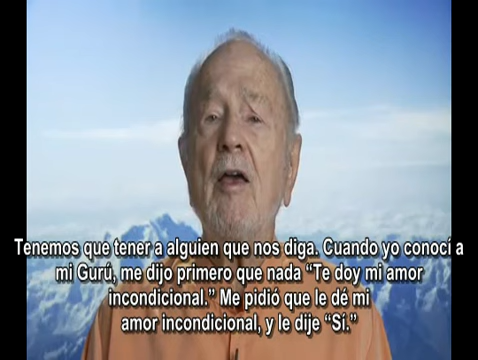 Tenemos que tener a alguien que nos diga. Cuando yo conocí a
mi Gurú, me dijo primero que nada “Te doy mi amor
incondicional.” Me pidió que le dé mi
amor incondicional, y le dije “Sí.”